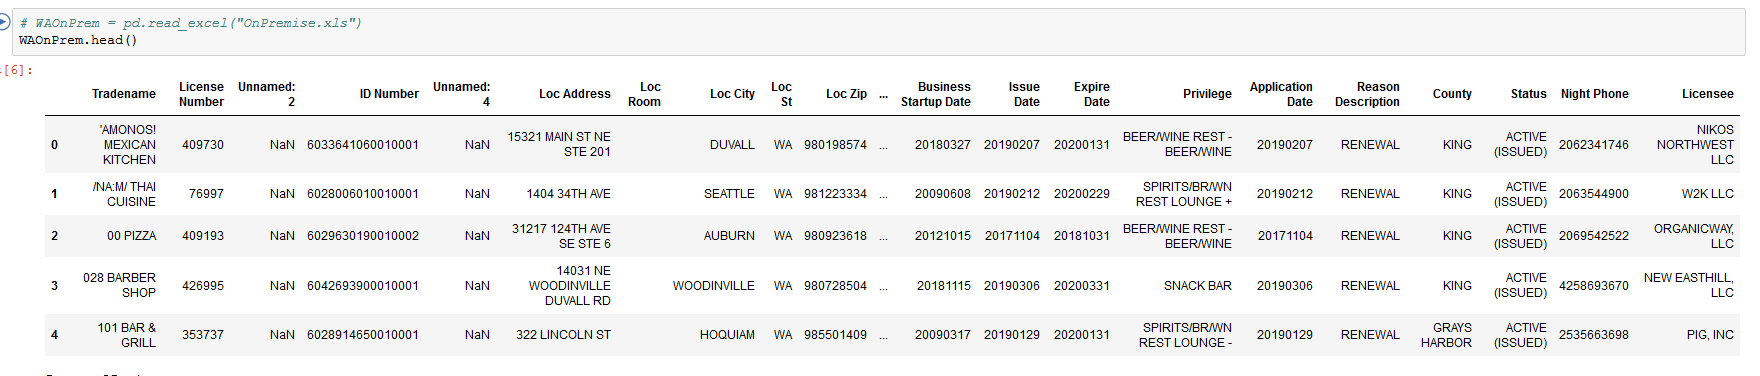 # WAOnPrem = pd.read_excel("OnPremise.xls")
WAOnPrem.head()
[6]:
Tradename License Number Unnamed: 2 ID Number Unnamed: 4 Loc Address Loc Room Loc City Loc St Loc Zip ... Business Startup Date Issue Date Expire Date Privilege Application Date Reason Description County Status Night Phone Licensee
0 'AMONOS! MEXICAN KITCHEN 409730 NaN 6033641060010001 NaN 15321 MAIN ST NE STE 201 DUVALL WA 980198574 ... 20180327 20190207 20200131 BEER/WINE REST - BEER/WINE 20190207 RENEWAL KING ACTIVE (ISSUED) 2062341746 NIKOS NORTHWEST LLC
1 /NA:M/ THAI CUISINE 76997 NaN 6028006010010001 NaN 1404 34TH AVE SEATTLE WA 981223334 ... 20090608 20190212 20200229 SPIRITS/BR/WN REST LOUNGE + 20190212 RENEWAL KING ACTIVE (ISSUED) 2063544900 W2K LLC
2 00 PIZZA 409193 NaN 6029630190010002 NaN 31217 124TH AVE SE STE 6 AUBURN WA 980923618 ... 20121015 20171104 20181031 BEER/WINE REST - BEER/WINE 20171104 RENEWAL KING ACTIVE (ISSUED) 2069542522 ORGANICWAY, LLC
3 028 BARBER SHOP 426995 NaN 6042693900010001 NaN 14031 NE WOODINVILLE DUVALL RD WOODINVILLE WA 980728504 ... 20181115 20190306 20200331 SNACK BAR 20190306 RENEWAL KING ACTIVE (ISSUED) 4258693670 NEW EASTHILL, LLC
4 101 BAR & GRILL 353737 NaN 6028914650010001 NaN 322 LINCOLN ST HOQUIAM WA 985501409 ... 20090317 20190129 20200131 SPIRITS/BR/WN REST LOUNGE - 20190129 RENEWAL GRAYS HARBOR ACTIVE (ISSUED) 2535663698 PIG, INC